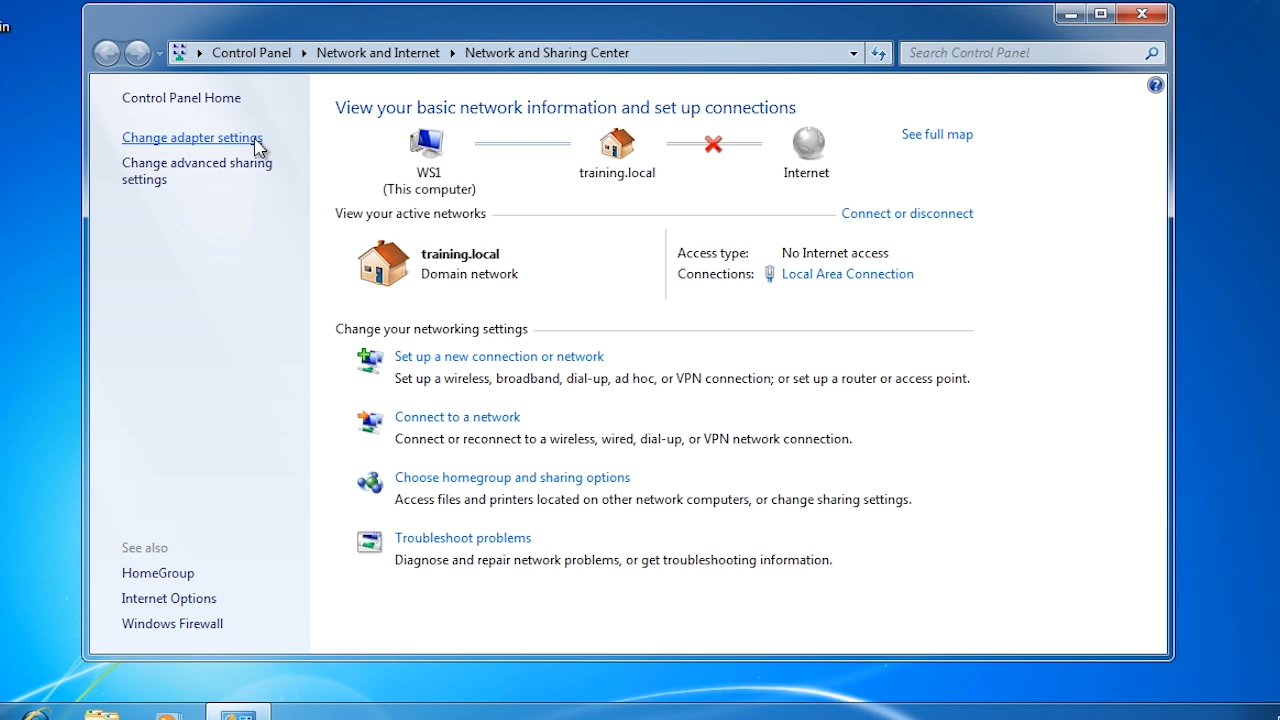 in
Control Panel Network and Internet Network and Sharing Center
Search Control Panel
Control Panel Home
Change adapter settings
Change advanced sharing
settings
View your basic network information and set up connections
See full map
WS1
(This computer)
training.local
Internet
View your active networks
Connect or disconnect
training.local
Domain network
Access type: No Internet access
Connections: Local Area Connection
Change your networking settings
Set up a new connection or network
Set up a wireless, broadband, dial-up, ad hoc, or VPN connection; or set up a router or access point.
Connect to a network
Connect or reconnect to a wireless, wired, dial-up, or VPN network connection.
Choose homegroup and sharing options
Access files and printers located on other network computers, or change sharing settings.
Troubleshoot problems
Diagnose and repair network problems, or get troubleshooting information.
See also
HomeGroup
Internet Options
Windows Firewall